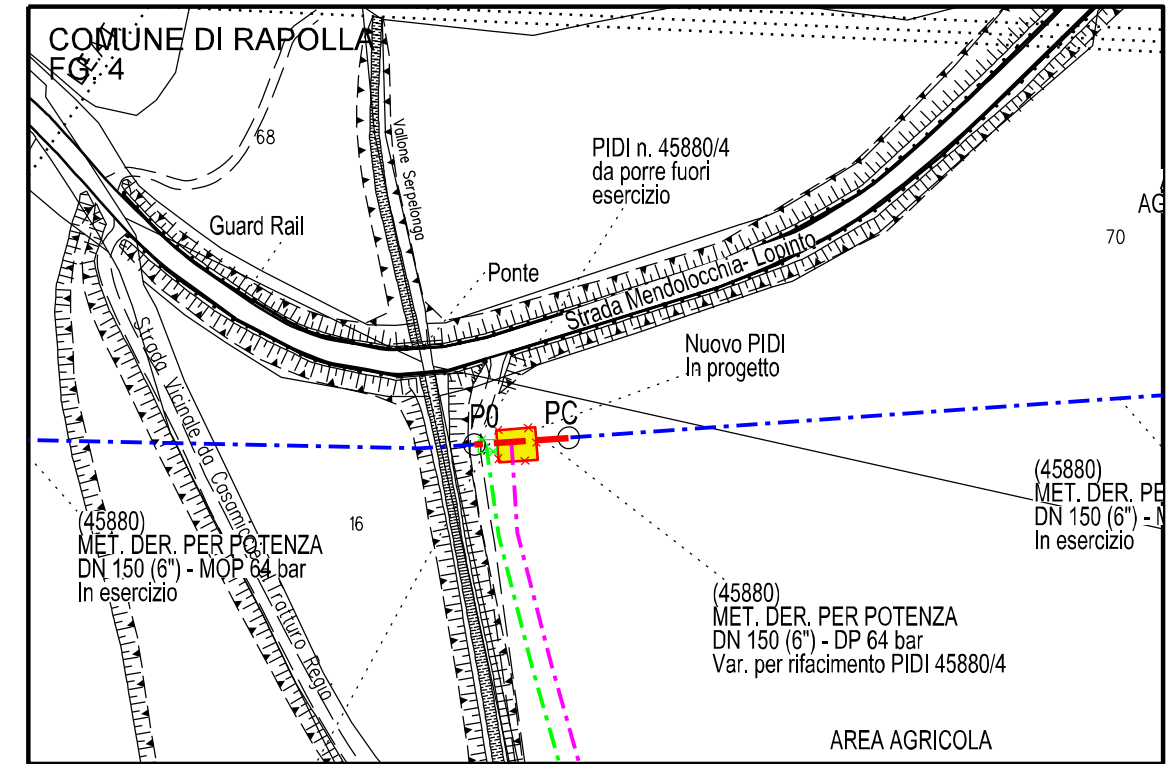 COMUNE DI RAPOLLA
FG. 4
68
Vallone Serpelonga
PIDI n. 45880/4
da porre fuori
esercizio
AG
70
Guard Rail
Ponte
Strada Mendolocchia- Lopinto
Nuovo PIDI
In progetto
Strada Vicinale da Casamice
Tratturo Regio
P0
PC
16
(45880)
MET. DER. PER POTENZA
DN 150 (6") - MOP 64 bar
In esercizio
(45880)
MET. DER. PE
DN 150 (6") - M
In esercizio
(45880)
MET. DER. PER POTENZA
DN 150 (6") - DP 64 bar
Var. per rifacimento PIDI 45880/4
AREA AGRICOLA